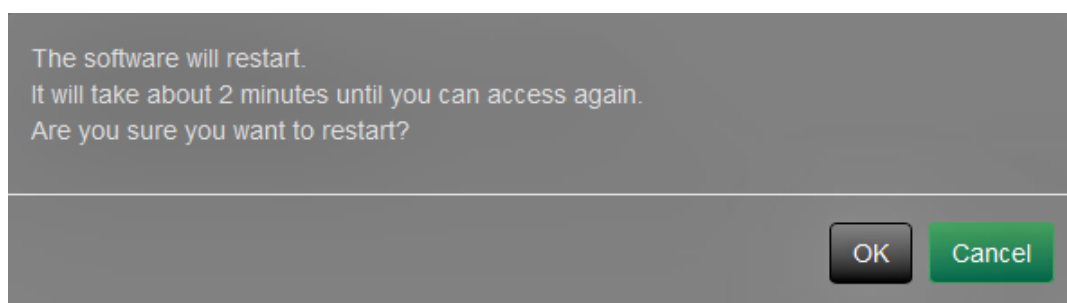 The software will restart.
It will take about 2 minutes until you can access again.
Are you sure you want to restart?
OK
Cancel